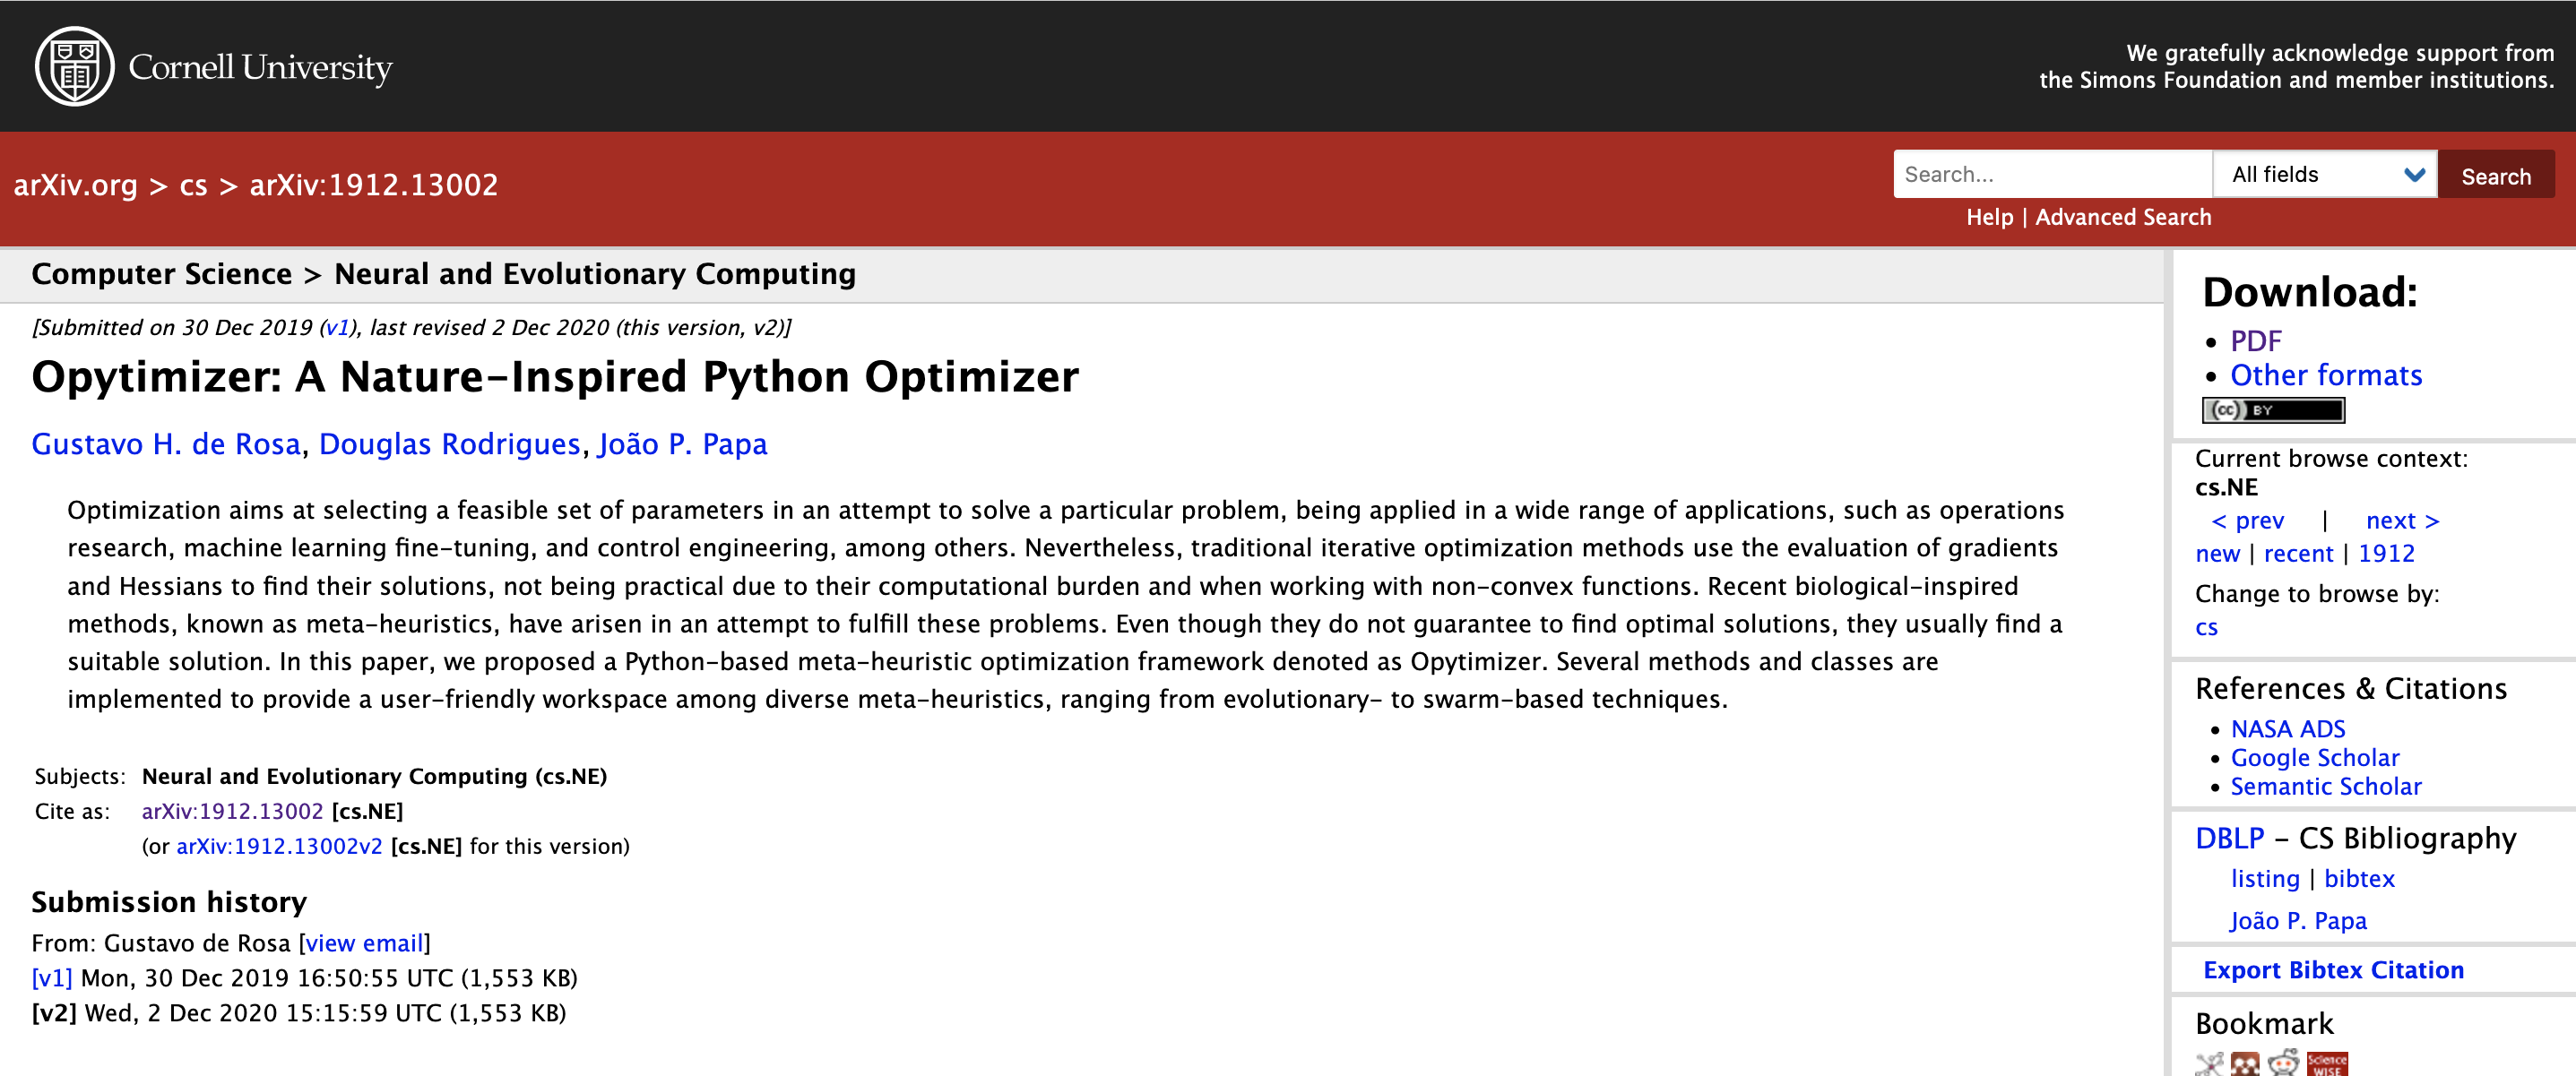 Cornell University
We gratefully acknowledge support from
the Simons Foundation and member institutions.
arXiv.org > cs > arXiv:1912.13002
Search...
All fields
Search
Help | Advanced Search
Computer Science > Neural and Evolutionary Computing
[Submitted on 30 Dec 2019 (v1), last revised 2 Dec 2020 (this version, v2)]
Opytimizer: A Nature-Inspired Python Optimizer
Gustavo H. de Rosa, Douglas Rodrigues, João P. Papa
Optimization aims at selecting a feasible set of parameters in an attempt to solve a particular problem, being applied in a wide range of applications, such as operations
research, machine learning fine-tuning, and control engineering, among others. Nevertheless, traditional iterative optimization methods use the evaluation of gradients
and Hessians to find their solutions, not being practical due to their computational burden and when working with non-convex functions. Recent biological-inspired
methods, known as meta-heuristics, have arisen in an attempt to fulfill these problems. Even though they do not guarantee to find optimal solutions, they usually find a
suitable solution. In this paper, we proposed a Python-based meta-heuristic optimization framework denoted as Opytimizer. Several methods and classes are
implemented to provide a user-friendly workspace among diverse meta-heuristics, ranging from evolutionary- to swarm-based techniques.
Subjects: Neural and Evolutionary Computing (cs.NE)
Cite as: arXiv:1912.13002 [cs.NE]
(or arXiv:1912.13002v2 [cs.NE] for this version)
Submission history
From: Gustavo de Rosa [view email]
[v1] Mon, 30 Dec 2019 16:50:55 UTC (1,553 KB)
[v2] Wed, 2 Dec 2020 15:15:59 UTC (1,553 KB)
Download:
• PDF
• Other formats
(cc) BY
Current browse context:
cs.NE
< prev | next >
new | recent | 1912
Change to browse by:
cs
References & Citations
• NASA ADS
• Google Scholar
• Semantic Scholar
DBLP - CS Bibliography
listing | bibtex
João P. Papa
Export Bibtex Citation
Bookmark
Science
WISE